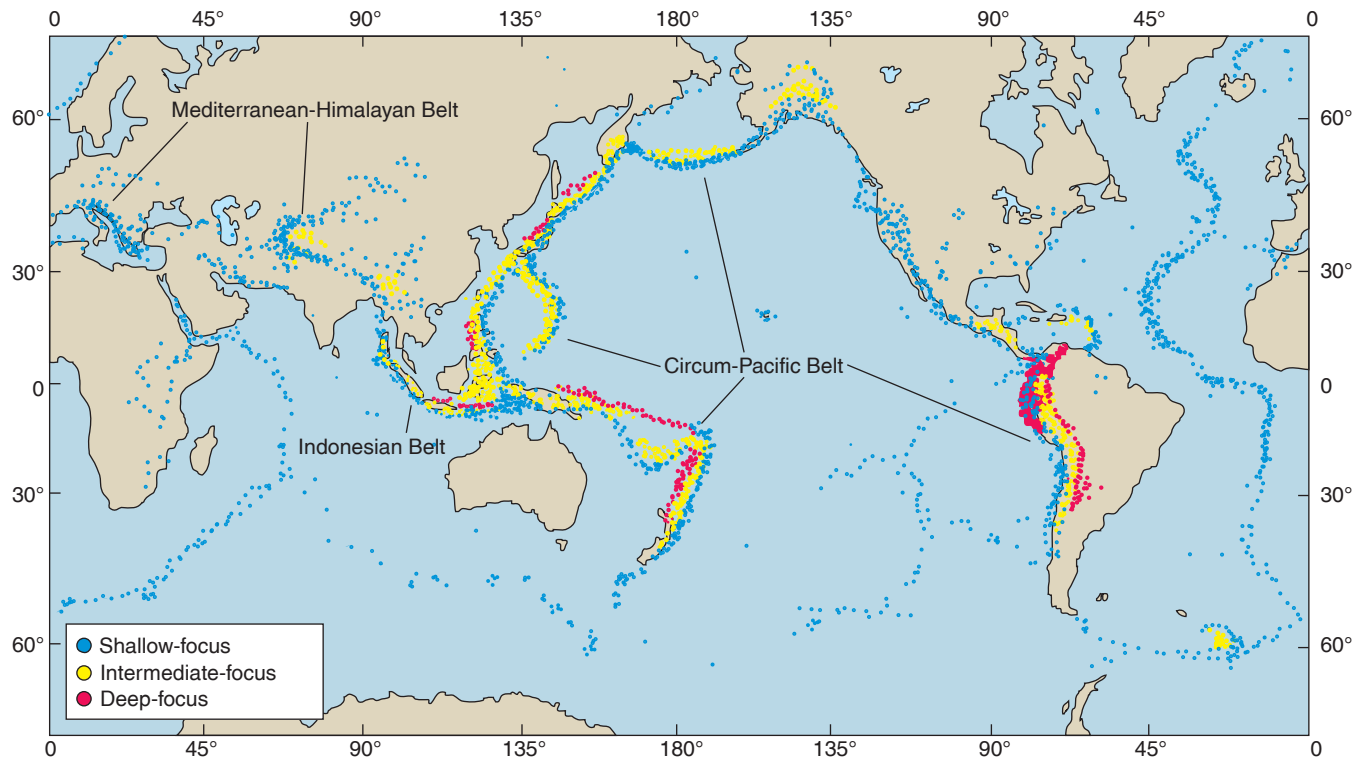 0 45° 90° 135° 180° 135° 90° 45° 0
Mediterranean-Himalayan Belt
60° 60°
30° 30°
Circum-Pacific Belt
0 0
Indonesian Belt
30° 30°
Shallow-focus
60° 60°
Intermediate-focus
Deep-focus
0 45° 90° 135° 180° 135° 90° 45° 0